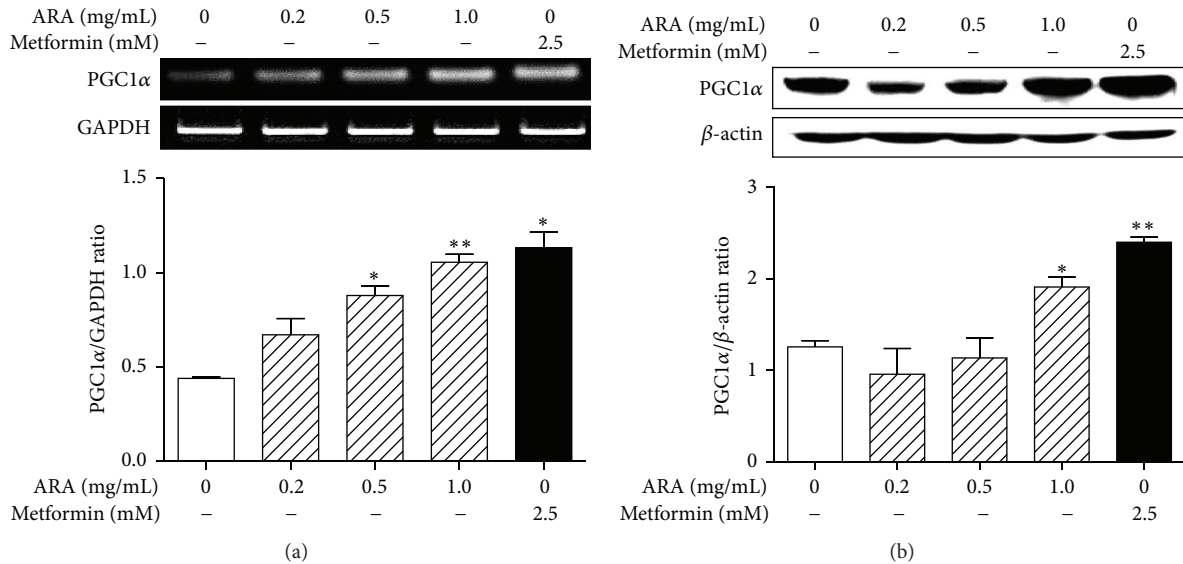 ARA (mg/mL) 0 0.2 0.5 1.0 0
Metformin (mM) – – – – 2.5
PGC1α
GAPDH
1.5
1.0
0.5
0.0
PGC1α/GAPDH ratio
*
**
*
ARA (mg/mL) 0 0.2 0.5 1.0 0
Metformin (mM) – – – – 2.5
(a)
ARA (mg/mL) 0 0.2 0.5 1.0 0
Metformin (mM) – – – – 2.5
PGC1α
β-actin
3
2
1
0
PGC1α/β-actin ratio
*
**
ARA (mg/mL) 0 0.2 0.5 1.0 0
Metformin (mM) – – – – 2.5
(b)